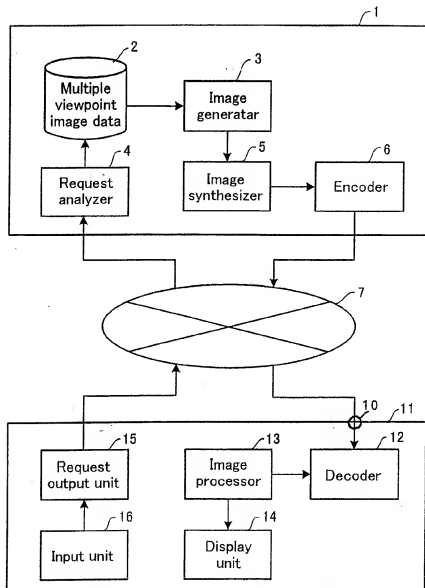 1
2
Multiple
viewpoint
image data
3
Image
generatar
4
Request
analyzer
5
Image
synthesizer
6
Encoder
7
10
11
15
Request
output unit
13
Image
processor
12
Decoder
16
Input unit
14
Display
unit